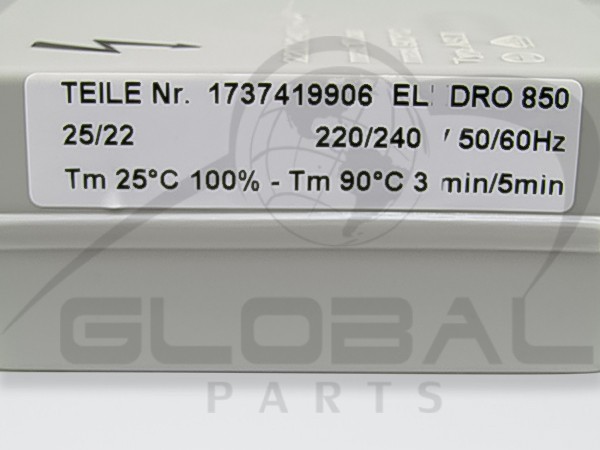 TEILE Nr. 1737419906 EL DRO 850
25/22 220/240 50/60Hz
Tm 25°C 100% - Tm 90°C 3 min/5min
GLOBAL
PARTS